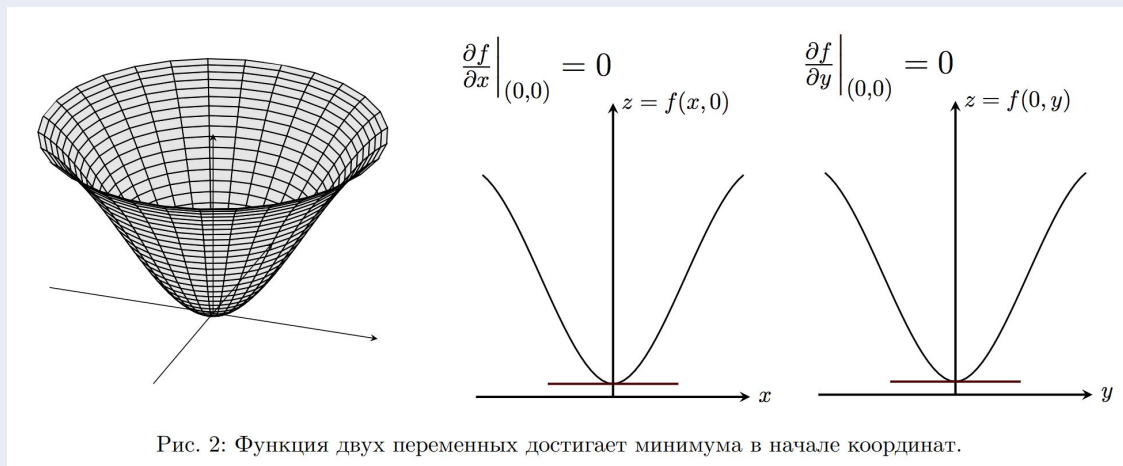 ∂f/∂x|(0,0) = 0
z = f(x, 0)
x
∂f/∂y|(0,0) = 0
z = f(0, y)
y
Рис. 2: Функция двух переменных достигает минимума в начале координат.